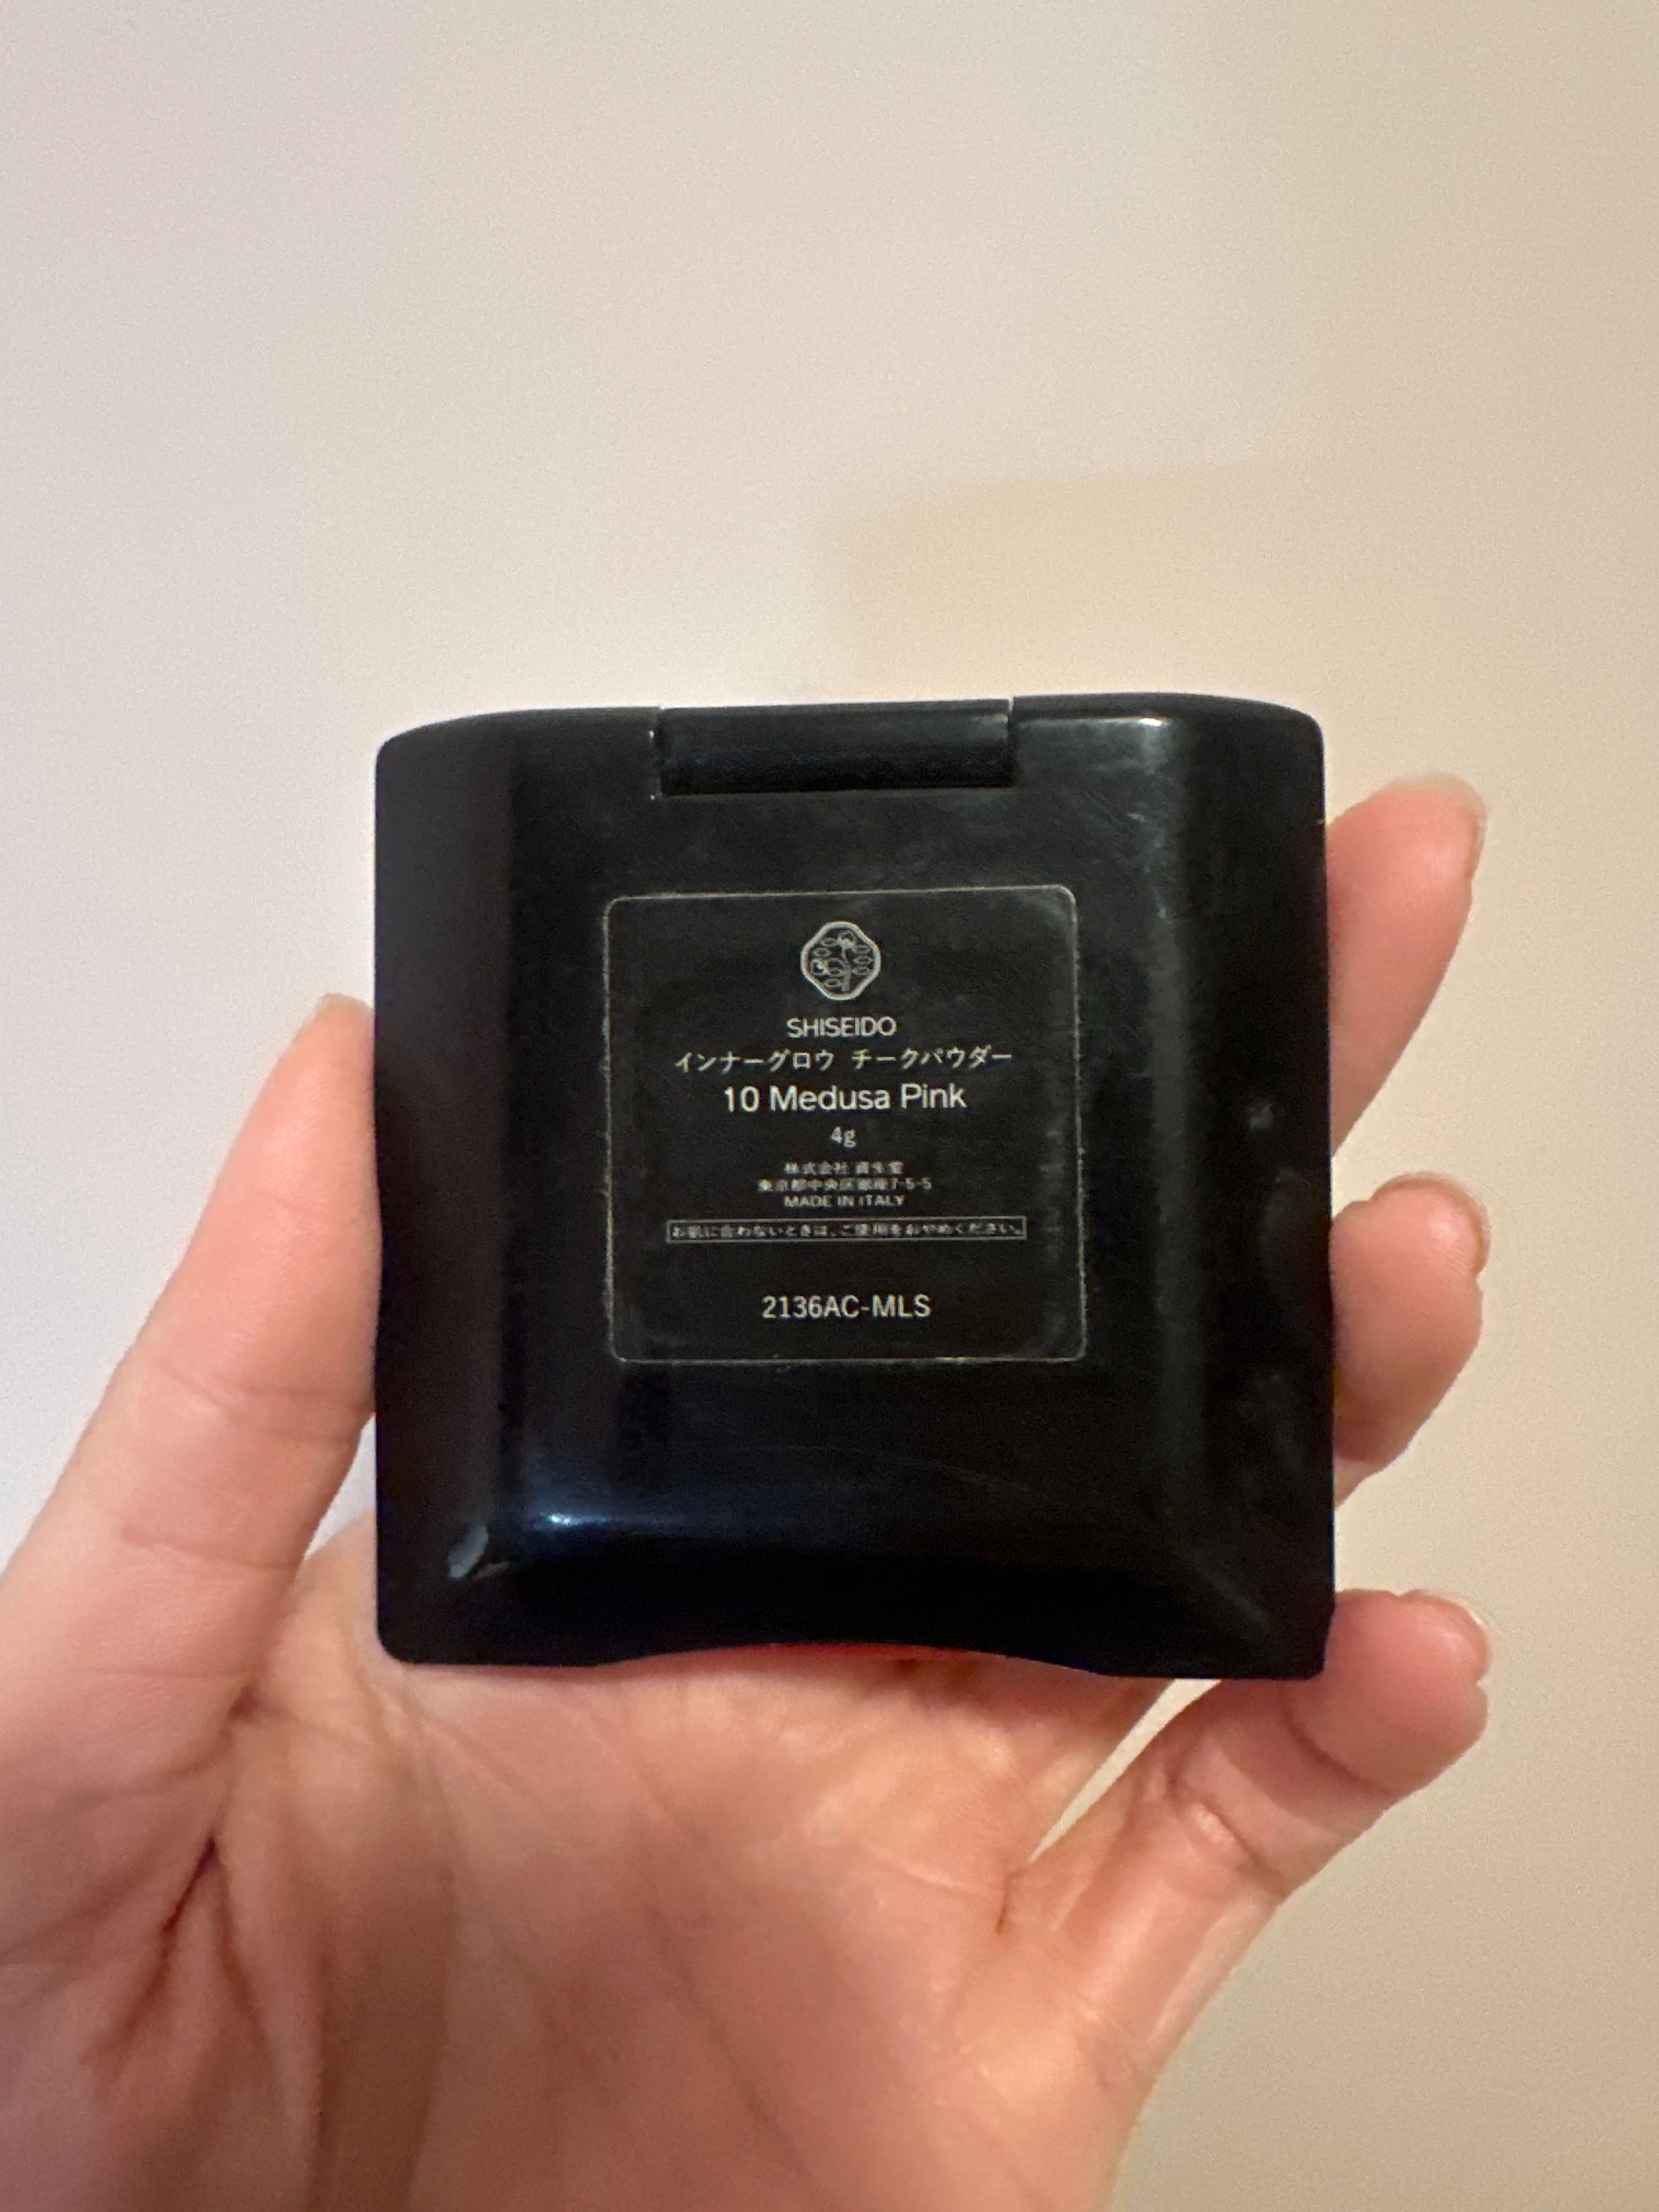 SHISEIDO
インナーグロウ チークパウダー
10 Medusa Pink
4g
株式会社 資生堂
東京都中央区銀座7-5-5
MADE IN ITALY
お肌に合わないときは、ご使用をおやめください。
2136AC-MLS